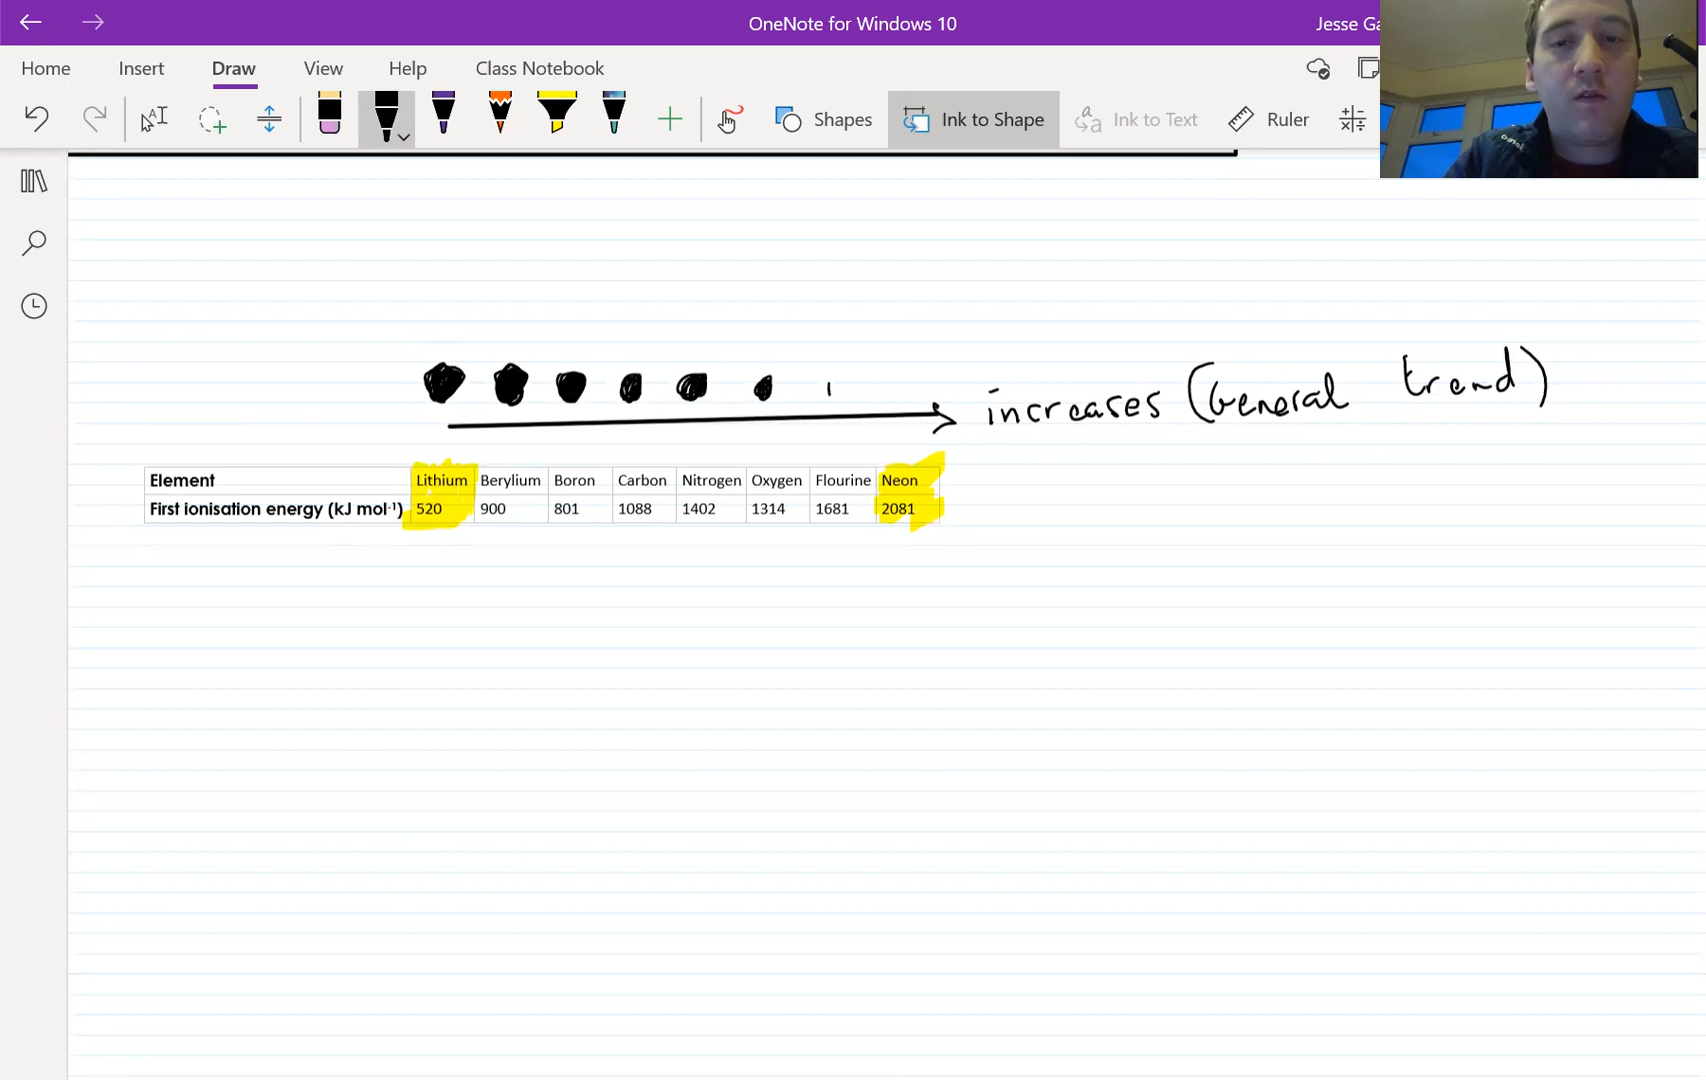 OneNote for Windows 10
Jesse Ga
Home Insert Draw View Help Class Notebook
Shapes Ink to Shape Ink to Text Ruler
increases (General trend)
Element Lithium Berylium Boron Carbon Nitrogen Oxygen Flourine Neon
First ionisation energy (kJ mol⁻¹) 520 900 801 1088 1402 1314 1681 2081